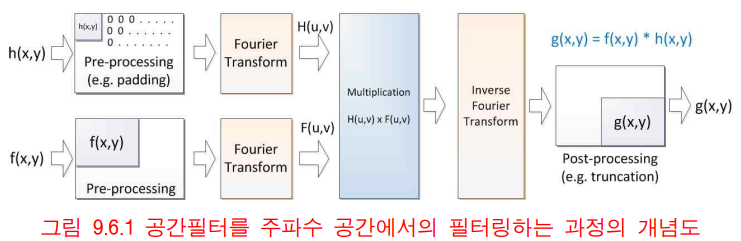 h(x,y)
h(x,y)
0 0 0 . . . . .
0 0 . . . . . .
0 . . . . . . .
Pre-processing
(e.g. padding)
Fourier
Transform
H(u,v)
f(x,y)
f(x,y)
Pre-processing
Fourier
Transform
F(u,v)
Multiplication
H(u,v) x F(u,v)
Inverse
Fourier
Transform
g(x,y) = f(x,y) * h(x,y)
g(x,y)
Post-processing
(e.g. truncation)
g(x,y)
그림 9.6.1 공간필터를 주파수 공간에서의 필터링하는 과정의 개념도